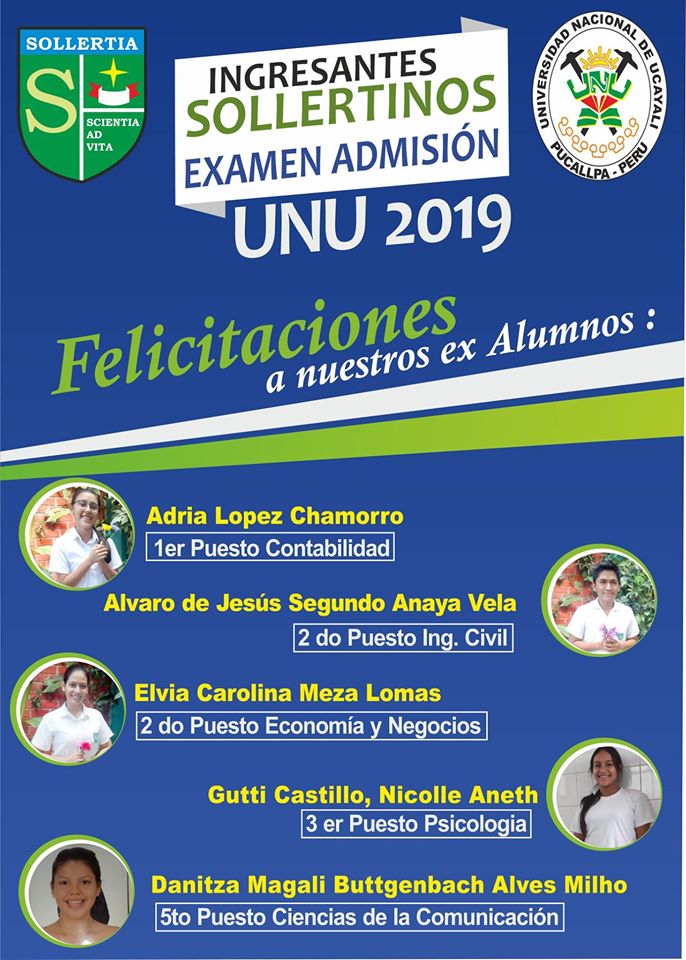 SOLLERTIA
S
SCIENTIA
AD
VITA
INGRESANTES
SOLLERTINOS
EXAMEN ADMISIÓN
UNU 2019
UNIVERSIDAD NACIONAL DE UCAYALI
UNU
PUCALLPA - PERU
Felicitaciones
a nuestros ex Alumnos :
Adria Lopez Chamorro
1er Puesto Contabilidad
Alvaro de Jesús Segundo Anaya Vela
2 do Puesto Ing. Civil
Elvia Carolina Meza Lomas
2 do Puesto Economía y Negocios
Gutti Castillo, Nicolle Aneth
3 er Puesto Psicologia
Danitza Magali Buttgenbach Alves Milho
5to Puesto Ciencias de la Comunicación